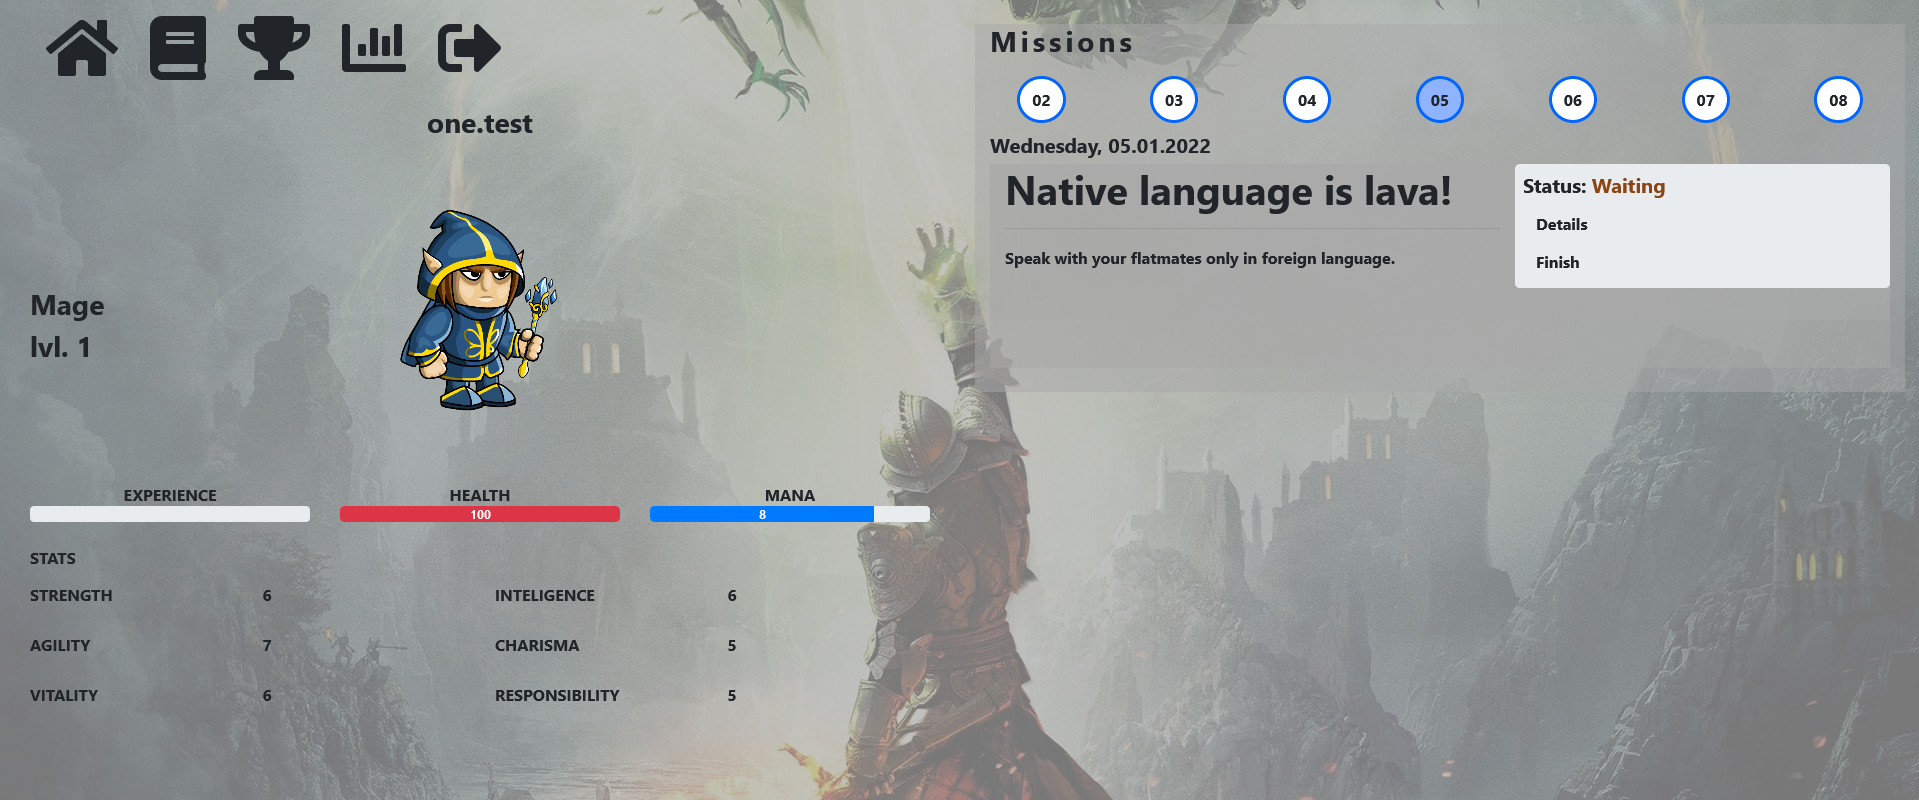 one.test
Mage
lvl. 1
EXPERIENCE HEALTH MANA
100 8
STATS
STRENGTH 6 INTELIGENCE 6
AGILITY 7 CHARISMA 5
VITALITY 6 RESPONSIBILITY 5
Missions
02 03 04 05 06 07 08
Wednesday, 05.01.2022
Native language is lava!
Speak with your flatmates only in foreign language.
Status: Waiting
Details
Finish